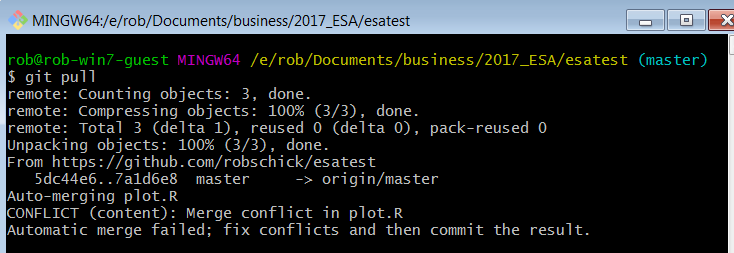 MINGW64:/e/rob/Documents/business/2017_ESA/esatest
rob@rob-win7-guest MINGW64 /e/rob/Documents/business/2017_ESA/esatest (master)
$ git pull
remote: Counting objects: 3, done.
remote: Compressing objects: 100% (3/3), done.
remote: Total 3 (delta 1), reused 0 (delta 0), pack-reused 0
Unpacking objects: 100% (3/3), done.
From https://github.com/robschick/esatest
   5dc44e6..7a1d6e8  master     -> origin/master
Auto-merging plot.R
CONFLICT (content): Merge conflict in plot.R
Automatic merge failed; fix conflicts and then commit the result.